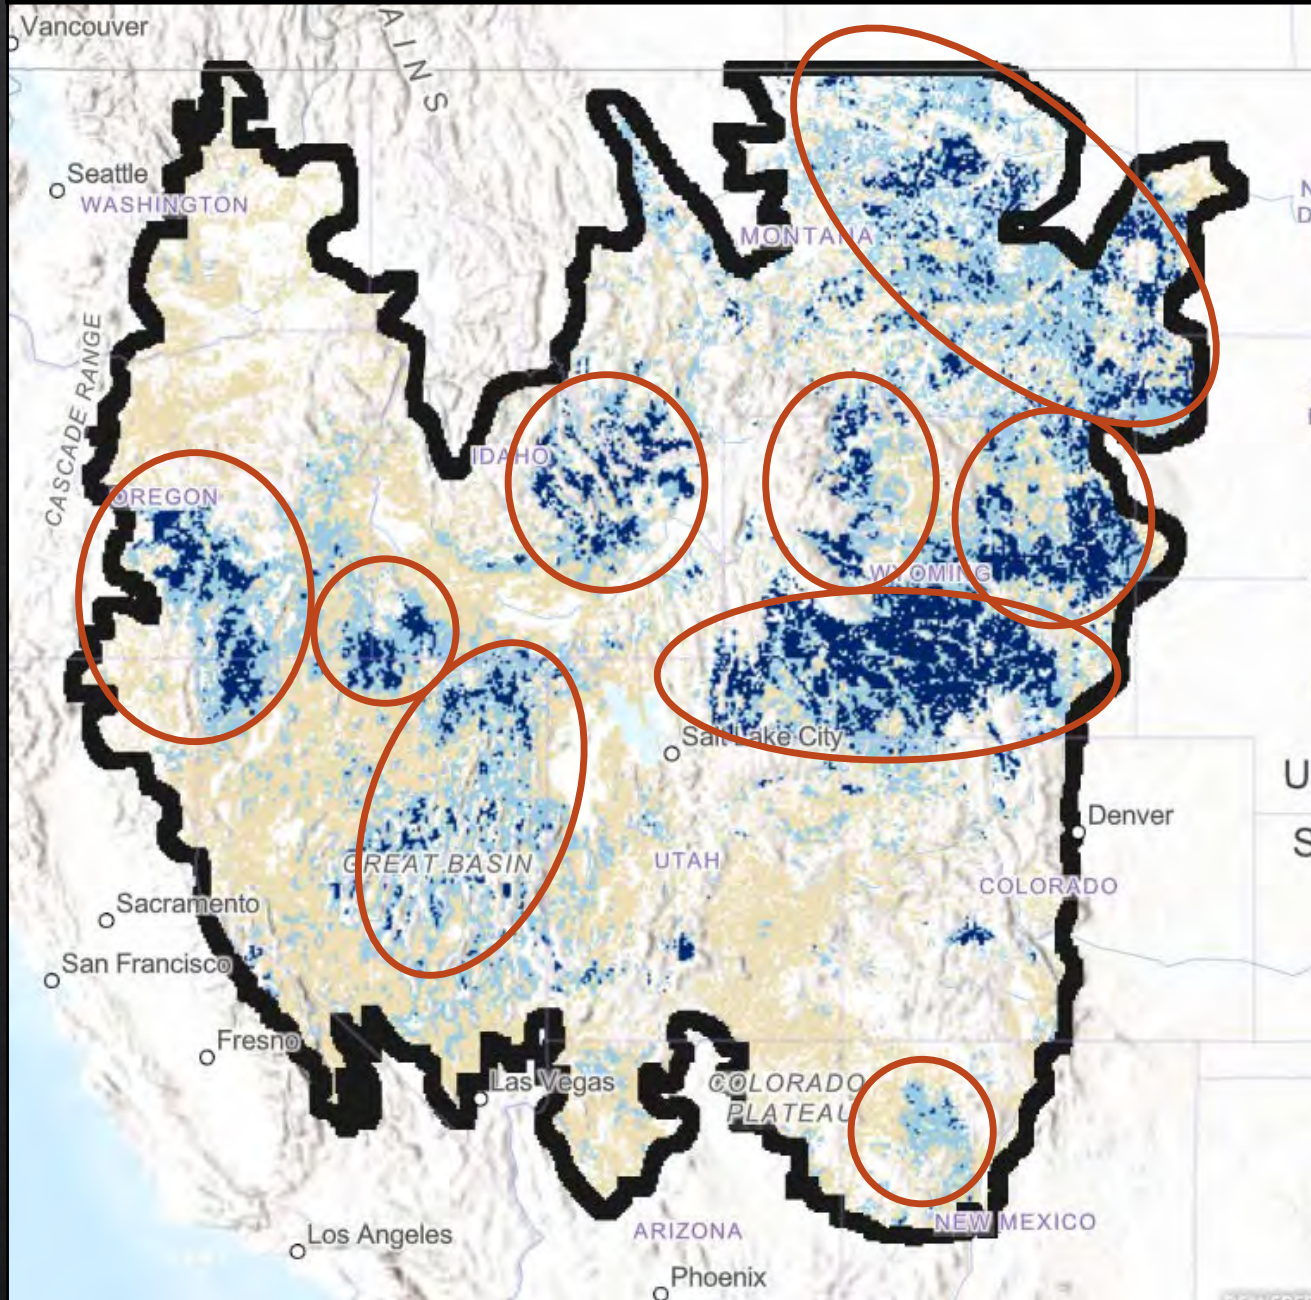 Vancouver
AINS
Seattle
WASHINGTON
N
D
MONTANA
CASCADE RANGE
IDAHO
OREGON
WYOMING
Salt Lake City
U
Denver
S
GREAT BASIN
UTAH
COLORADO
Sacramento
San Francisco
Fresno
Las Vegas
COLORADO
PLATEAU
NEW MEXICO
ARIZONA
Los Angeles
Phoenix